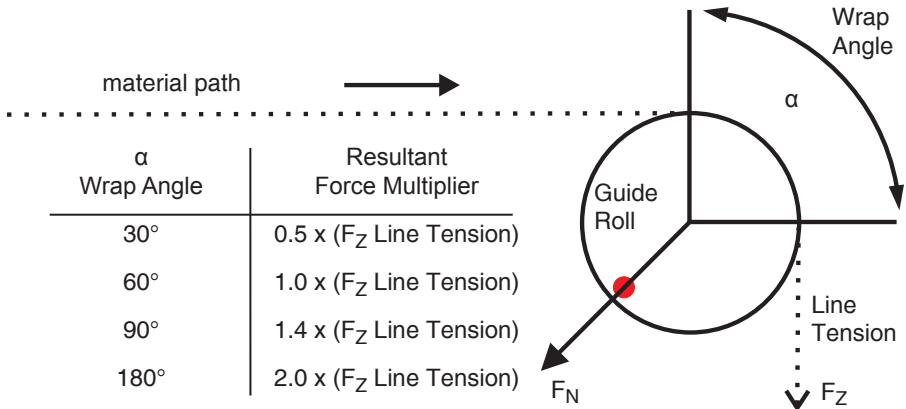 Wrap
Angle
material path
α
α
Wrap Angle
Resultant
Force Multiplier
30° 0.5 x (FZ Line Tension)
60° 1.0 x (FZ Line Tension)
90° 1.4 x (FZ Line Tension)
180° 2.0 x (FZ Line Tension)
Guide
Roll
Line
Tension
FN
FZ